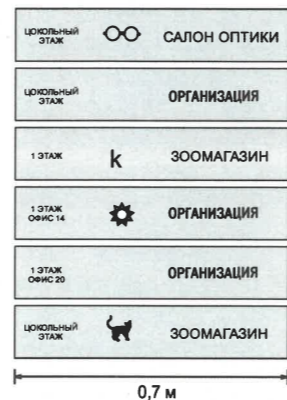 ЦОКОЛЬНЫЙ
ЭТАЖ
САЛОН ОПТИКИ
ЦОКОЛЬНЫЙ
ЭТАЖ
ОРГАНИЗАЦИЯ
1 ЭТАЖ
k
ЗООМАГАЗИН
1 ЭТАЖ
ОФИС 14
ОРГАНИЗАЦИЯ
1 ЭТАЖ
ОФИС 20
ОРГАНИЗАЦИЯ
ЦОКОЛЬНЫЙ
ЭТАЖ
ЗООМАГАЗИН
0,7 м